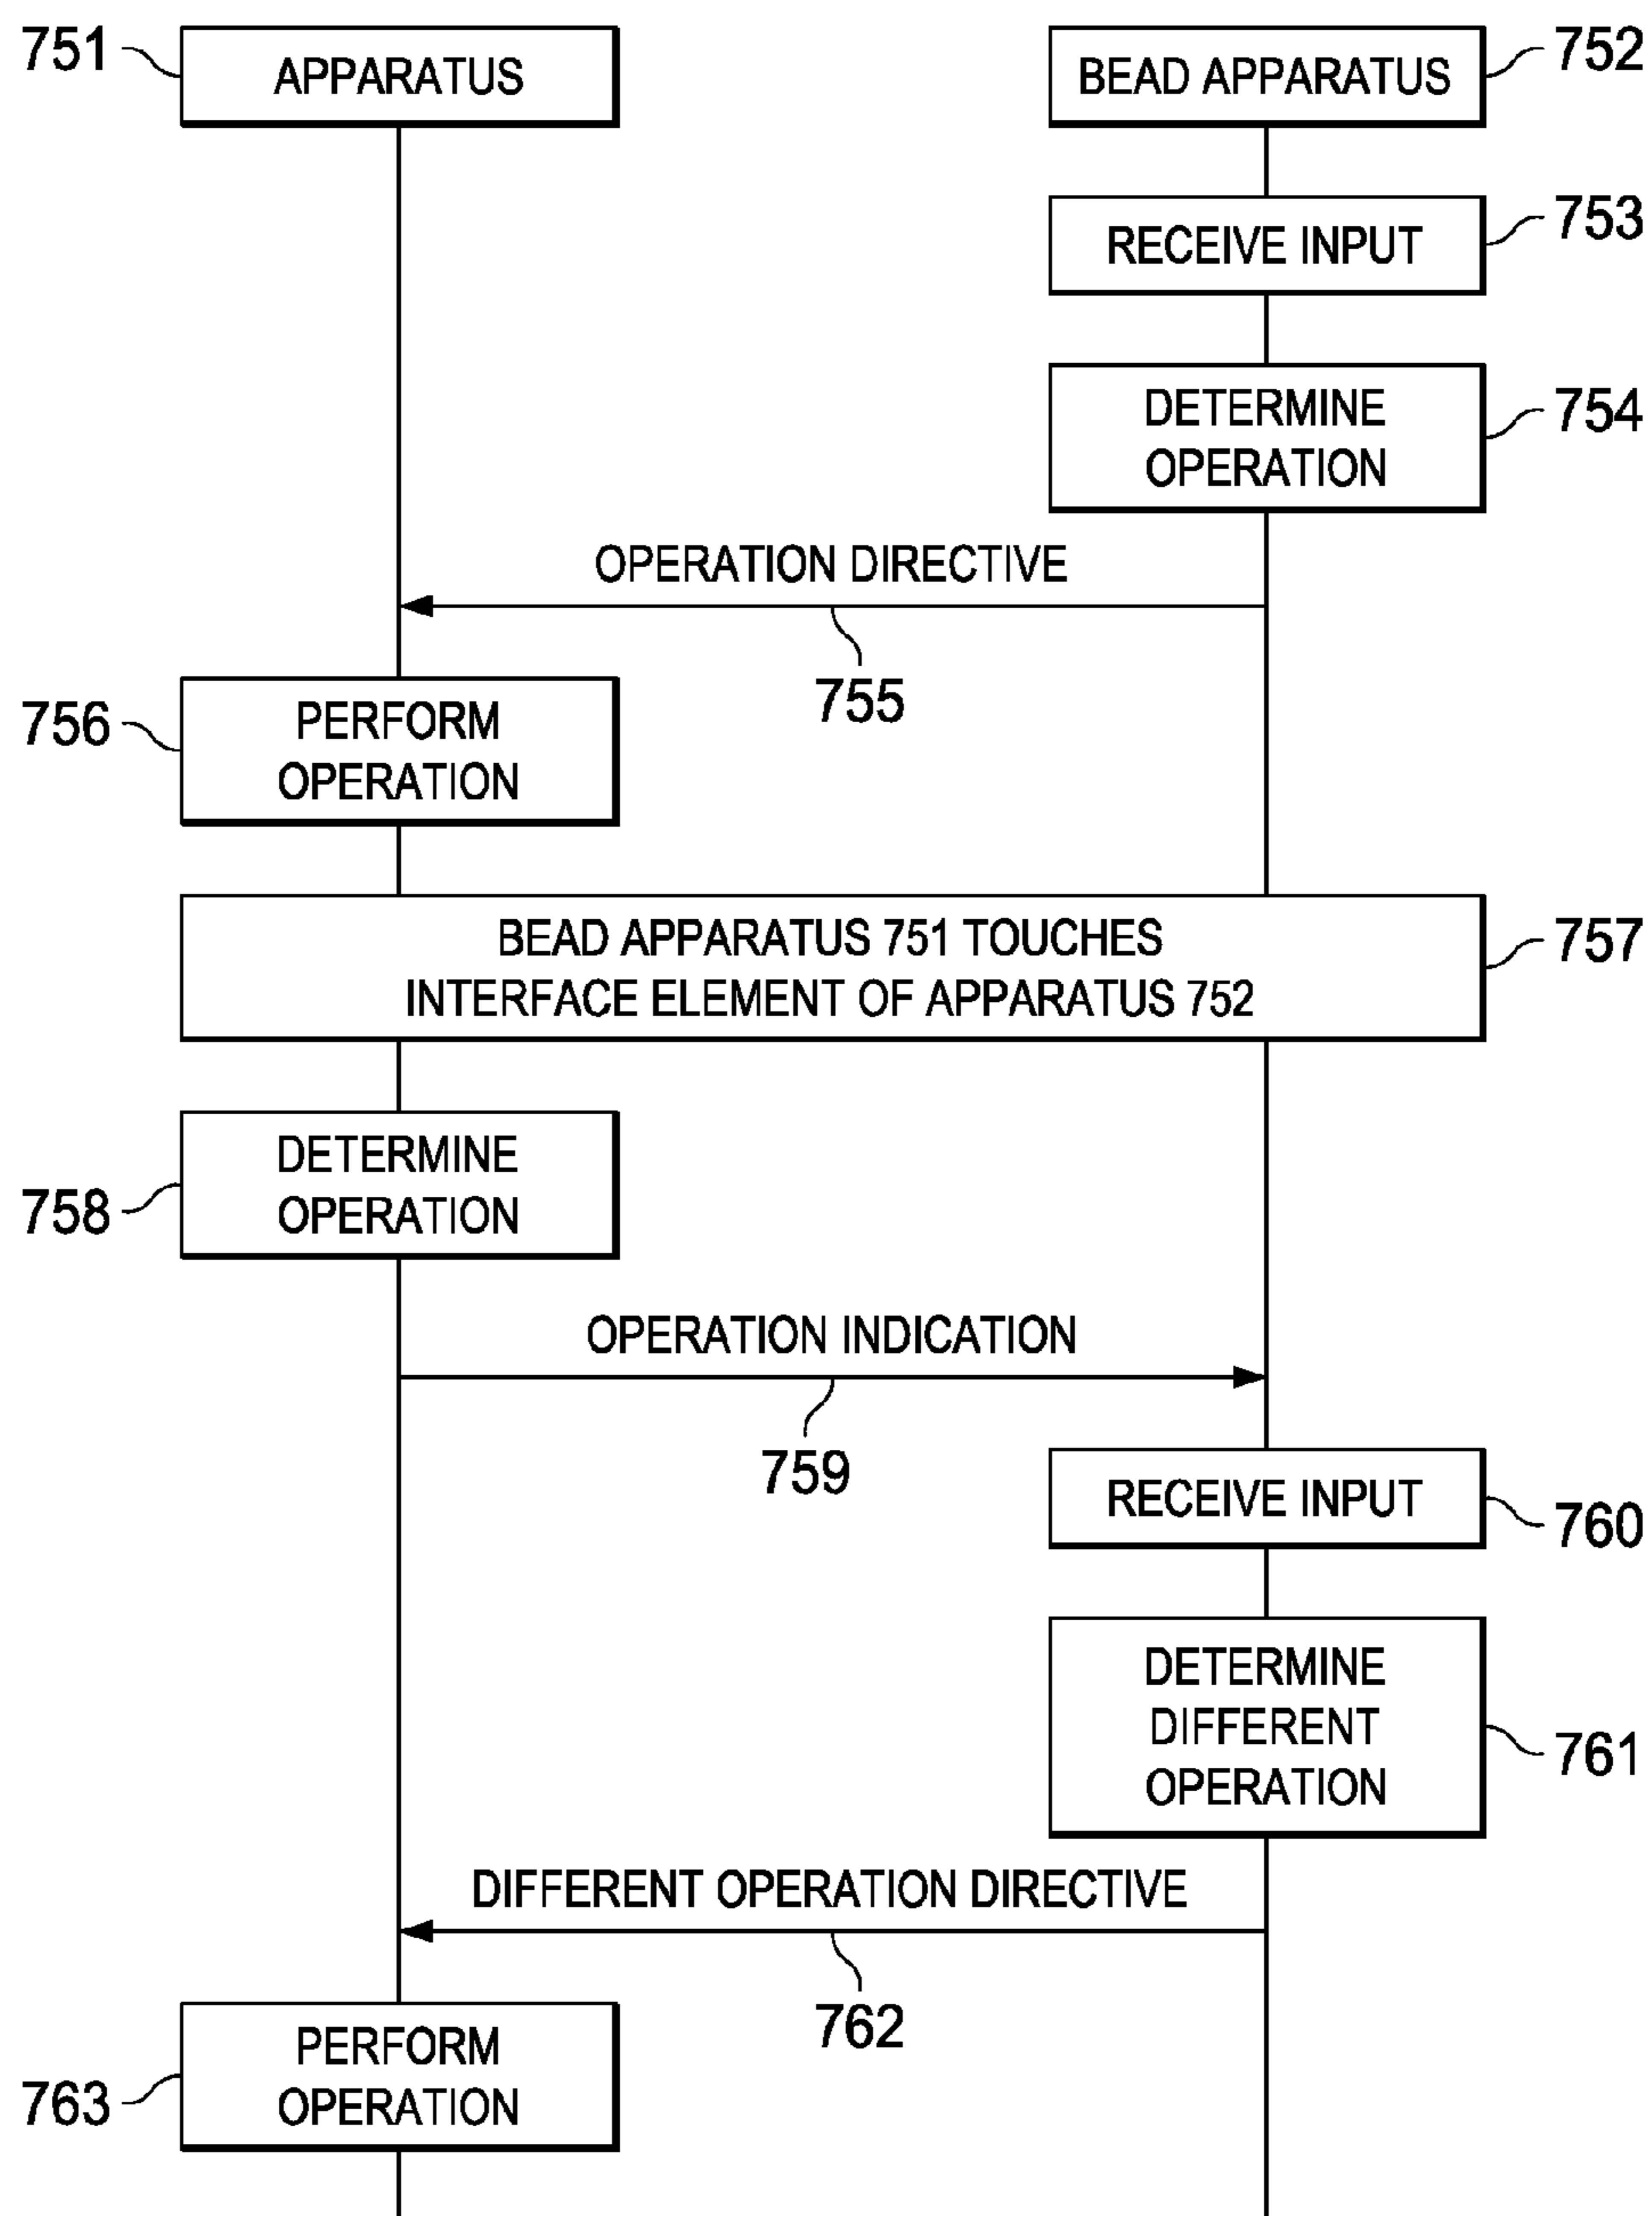 751
APPARATUS
BEAD APPARATUS
752
RECEIVE INPUT
753
DETERMINE
OPERATION
754
OPERATION DIRECTIVE
755
756
PERFORM
OPERATION
BEAD APPARATUS 751 TOUCHES
INTERFACE ELEMENT OF APPARATUS 752
757
DETERMINE
OPERATION
758
OPERATION INDICATION
759
RECEIVE INPUT
760
DETERMINE
DIFFERENT
OPERATION
761
DIFFERENT OPERATION DIRECTIVE
762
PERFORM
OPERATION
763